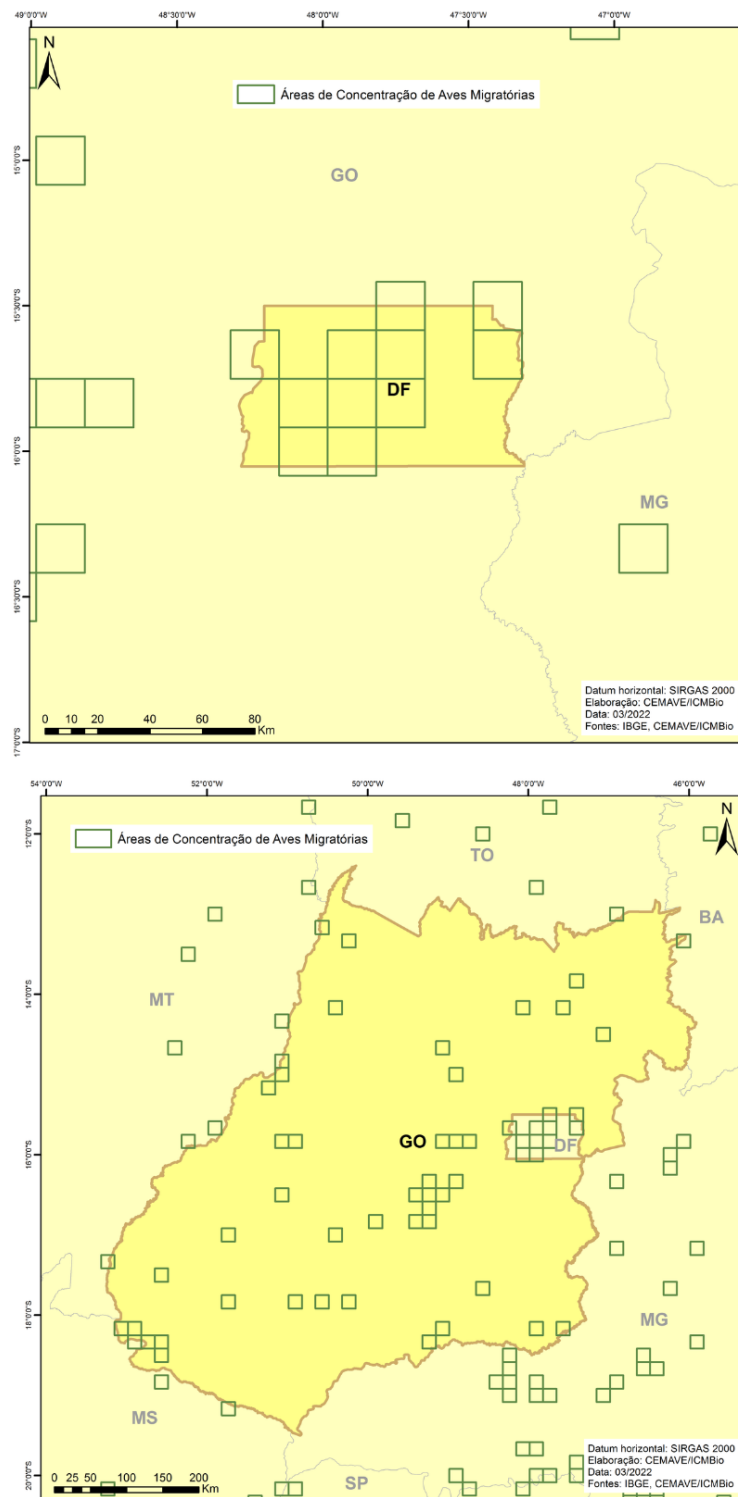 49°0'0"W 48°30'0"W 48°0'0"W 47°30'0"W 47°0'0"W
N
Áreas de Concentração de Aves Migratórias
15°0'0"S
GO
15°30'0"S
DF
16°0'0"S
MG
16°30'0"S
Datum horizontal: SIRGAS 2000
Elaboração: CEMAVE/ICMBio
Data: 03/2022
Fontes: IBGE, CEMAVE/ICMBio
0 10 20 40 60 80
Km
17°0'0"S
54°0'0"W 52°0'0"W 50°0'0"W 48°0'0"W 46°0'0"W
N
Áreas de Concentração de Aves Migratórias
12°0'0"S
TO
BA
MT
14°0'0"S
GO
DF
16°0'0"S
18°0'0"S
MG
MS
Datum horizontal: SIRGAS 2000
Elaboração: CEMAVE/ICMBio
Data: 03/2022
Fontes: IBGE, CEMAVE/ICMBio
0 25 50 100 150 200
Km
20°0'0"S
SP